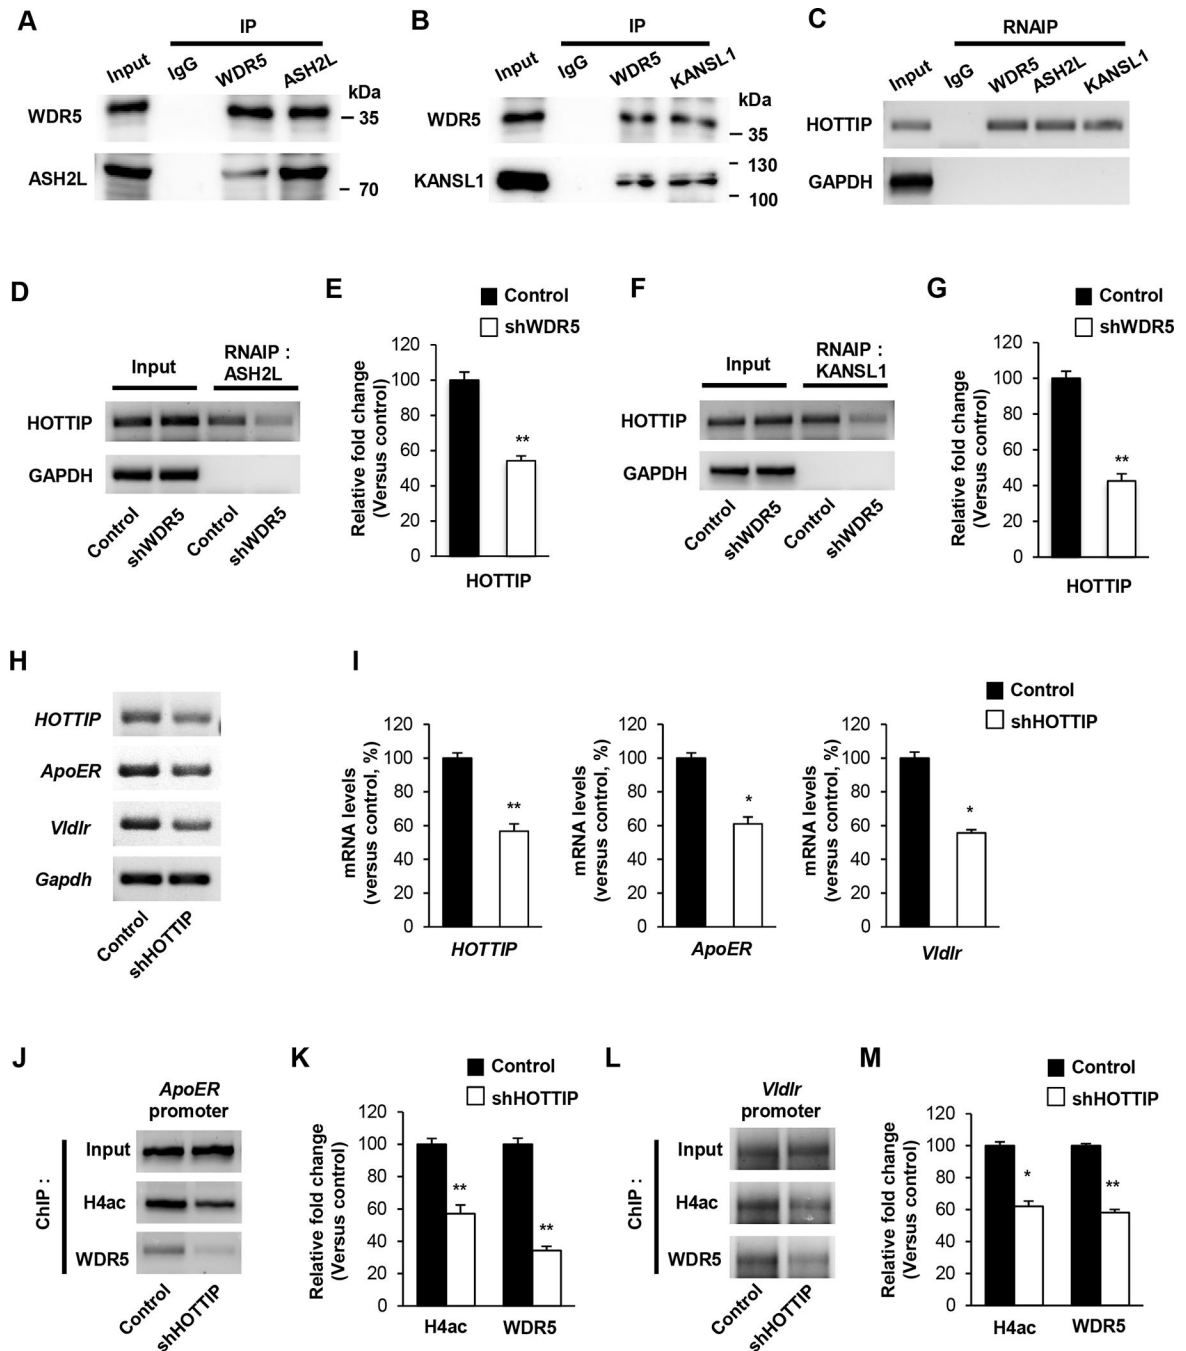 A
IP
Input
IgG
WDR5
ASH2L
kDa
WDR5
35
ASH2L
70
B
IP
Input
IgG
WDR5
KANSL1
kDa
WDR5
35
KANSL1
130
100
C
RNAIP
Input
IgG
WDR5
ASH2L
KANSL1
HOTTIP
GAPDH
D
Input
RNAIP :
ASH2L
HOTTIP
GAPDH
Control
shWDR5
Control
shWDR5
E
Control
shWDR5
Relative fold change
(Versus control)
120
100
80
60
40
20
0
**
HOTTIP
F
Input
RNAIP :
KANSL1
HOTTIP
GAPDH
Control
shWDR5
Control
shWDR5
G
Control
shWDR5
Relative fold change
(Versus control)
120
100
80
60
40
20
0
**
HOTTIP
H
HOTTIP
ApoER
Vldlr
Gapdh
Control
shHOTTIP
I
Control
shHOTTIP
mRNA levels
(versus control, %)
120
100
80
60
40
20
0
**
HOTTIP
mRNA levels
(versus control, %)
120
100
80
60
40
20
0
*
ApoER
mRNA levels
(versus control, %)
120
100
80
60
40
20
0
*
Vldlr
J
ApoER
promoter
ChIP :
Input
H4ac
WDR5
Control
shHOTTIP
K
Control
shHOTTIP
Relative fold change
(Versus control)
120
100
80
60
40
20
0
**
**
H4ac
WDR5
L
Vldlr
promoter
ChIP :
Input
H4ac
WDR5
Control
shHOTTIP
M
Control
shHOTTIP
Relative fold change
(Versus control)
120
100
80
60
40
20
0
*
**
H4ac
WDR5